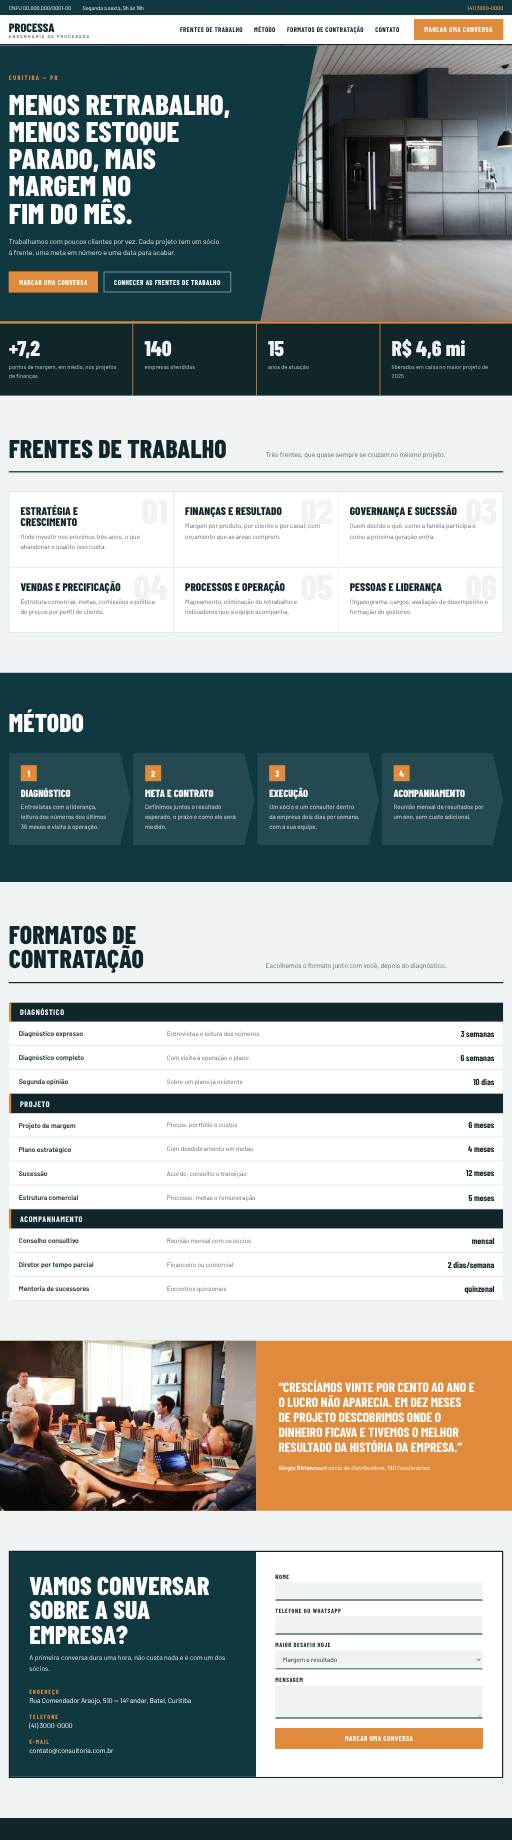 CNPJ 00.000.000/0001-00 Segunda a sexta, 9h às 18h (41) 3000-0000
PROCESSA
ENGENHARIA DE PROCESSOS
FRENTES DE TRABALHO MÉTODO FORMATOS DE CONTRATAÇÃO CONTATO MARCAR UMA CONVERSA
CURITIBA — PR
MENOS RETRABALHO,
MENOS ESTOQUE
PARADO, MAIS
MARGEM NO
FIM DO MÊS.
Trabalhamos com poucos clientes por vez. Cada projeto tem um sócio
à frente, uma meta em número e uma data para acabar.
MARCAR UMA CONVERSA CONHECER AS FRENTES DE TRABALHO
+7,2
pontos de margem, em média, nos projetos
de finanças
140
empresas atendidas
15
anos de atuação
R$ 4,6 mi
liberados em caixa no maior projeto de
2025
FRENTES DE TRABALHO
Três frentes, que quase sempre se cruzam no mesmo projeto.
01
ESTRATÉGIA E
CRESCIMENTO
Onde investir nos próximos três anos, o que
abandonar e quanto isso custa.
02
FINANÇAS E RESULTADO
Margem por produto, por cliente e por canal, com
orçamento que as áreas cumprem.
03
GOVERNANÇA E SUCESSÃO
Quem decide o quê, como a família participa e
como a próxima geração entra.
04
VENDAS E PRECIFICAÇÃO
Estrutura comercial, metas, comissões e política
de preços por perfil de cliente.
05
PROCESSOS E OPERAÇÃO
Mapeamento, eliminação de retrabalho e
indicadores que a equipe acompanha.
06
PESSOAS E LIDERANÇA
Organograma, cargos, avaliação de desempenho e
formação de gestores.
MÉTODO
1
DIAGNÓSTICO
Entrevistas com a liderança,
leitura dos números dos últimos
36 meses e visita à operação.
2
META E CONTRATO
Definimos juntos o resultado
esperado, o prazo e como ele será
medido.
3
EXECUÇÃO
Um sócio e um consultor dentro
da empresa dois dias por semana,
com a sua equipe.
4
ACOMPANHAMENTO
Reunião mensal de resultados por
um ano, sem custo adicional.
FORMATOS DE
CONTRATAÇÃO
Escolhemos o formato junto com você, depois do diagnóstico.
DIAGNÓSTICO
Diagnóstico expresso Entrevistas e leitura dos números 3 semanas
Diagnóstico completo Com visita à operação e plano 6 semanas
Segunda opinião Sobre um plano já existente 10 dias
PROJETO
Projeto de margem Preços, portfólio e custos 6 meses
Plano estratégico Com desdobramento em metas 4 meses
Sucessão Acordo, conselho e transição 12 meses
Estrutura comercial Processo, metas e remuneração 5 meses
ACOMPANHAMENTO
Conselho consultivo Reunião mensal com os sócios mensal
Diretor por tempo parcial Financeiro ou comercial 2 dias/semana
Mentoria de sucessores Encontros quinzenais quinzenal
"CRESCÍAMOS VINTE POR CENTO AO ANO E
O LUCRO NÃO APARECIA. EM DEZ MESES
DE PROJETO DESCOBRIMOS ONDE O
DINHEIRO FICAVA E TIVEMOS O MELHOR
RESULTADO DA HISTÓRIA DA EMPRESA."
Sérgio Bittencourt sócio de distribuidora, 180 funcionários
VAMOS CONVERSAR
SOBRE A SUA
EMPRESA?
A primeira conversa dura uma hora, não custa nada e é com um dos
sócios.
ENDEREÇO
Rua Comendador Araújo, 510 — 14º andar, Batel, Curitiba
TELEFONE
(41) 3000-0000
E-MAIL
contato@consultoria.com.br
NOME
TELEFONE OU WHATSAPP
MAIOR DESAFIO HOJE
Margem e resultado
MENSAGEM
MARCAR UMA CONVERSA